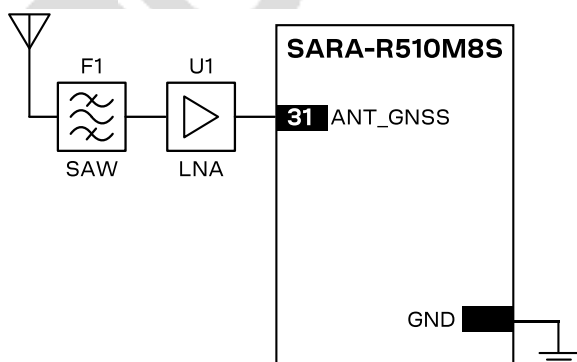 SARA-R510M8S
F1
U1
31 ANT_GNSS
SAW
LNA
GND